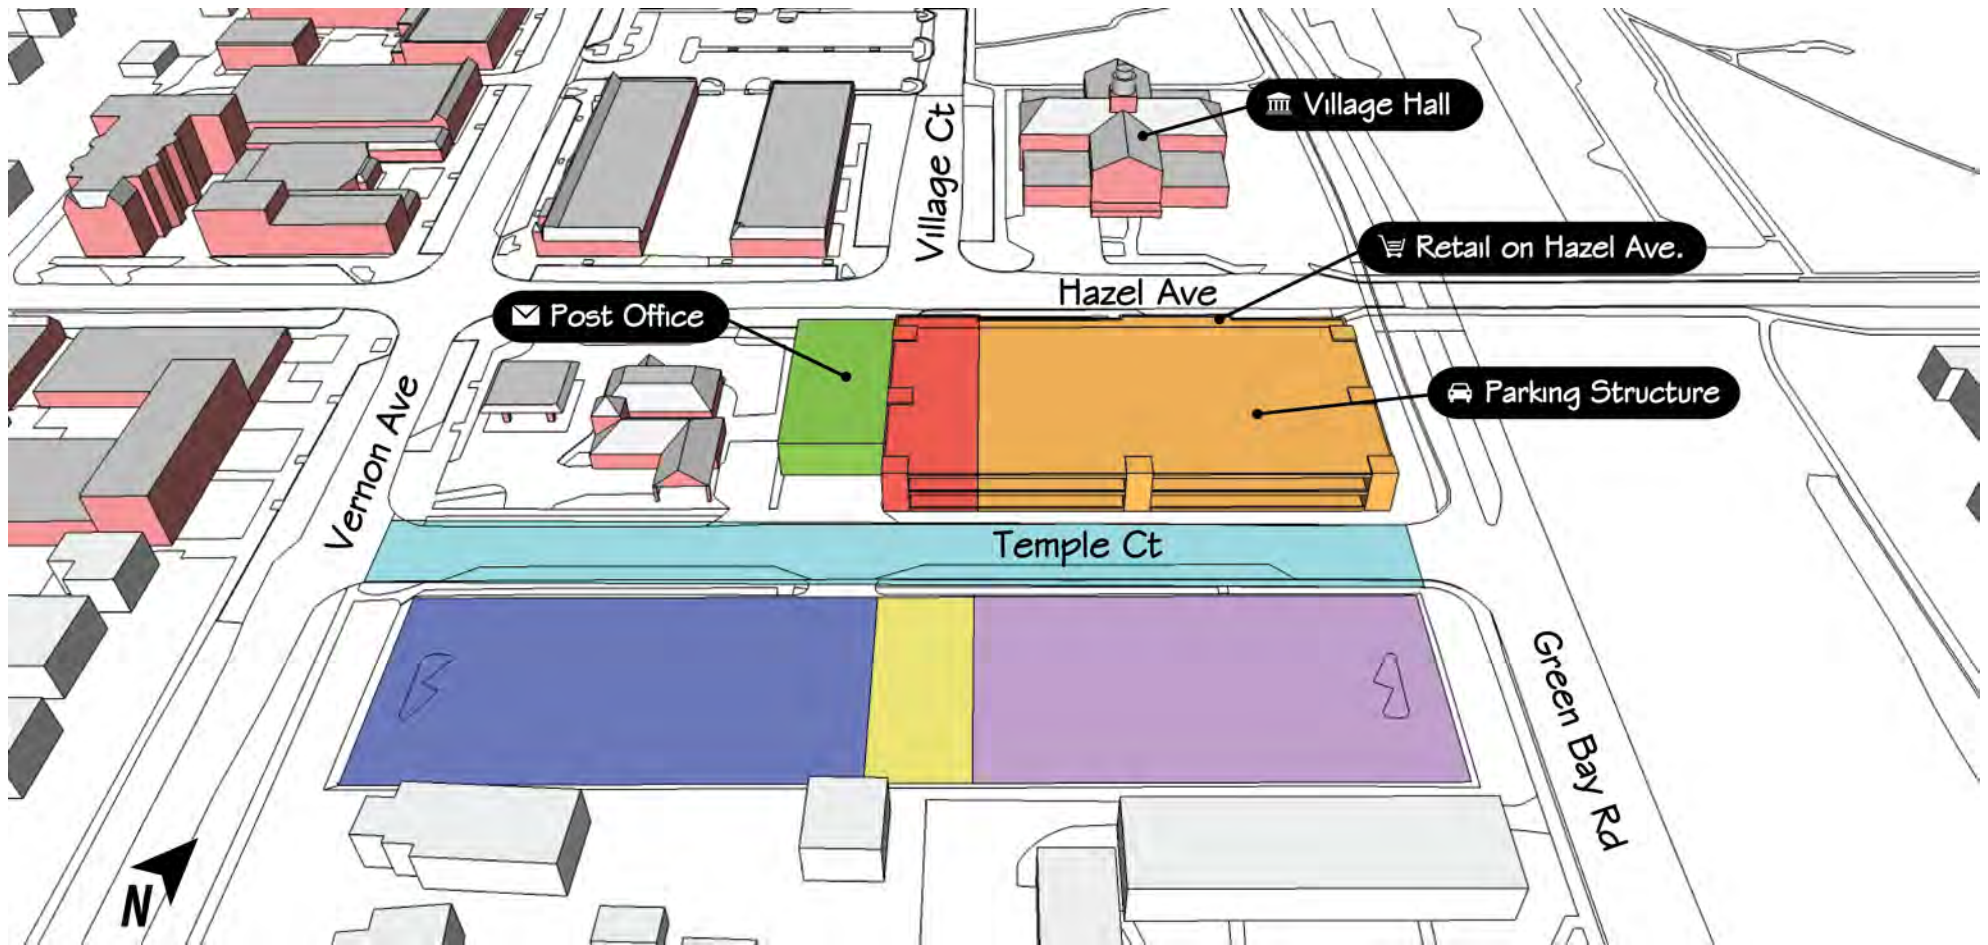 Village Hall
Village Ct
Retail on Hazel Ave.
Hazel Ave
Post Office
Parking Structure
Vernon Ave
Temple Ct
Green Bay Rd
N